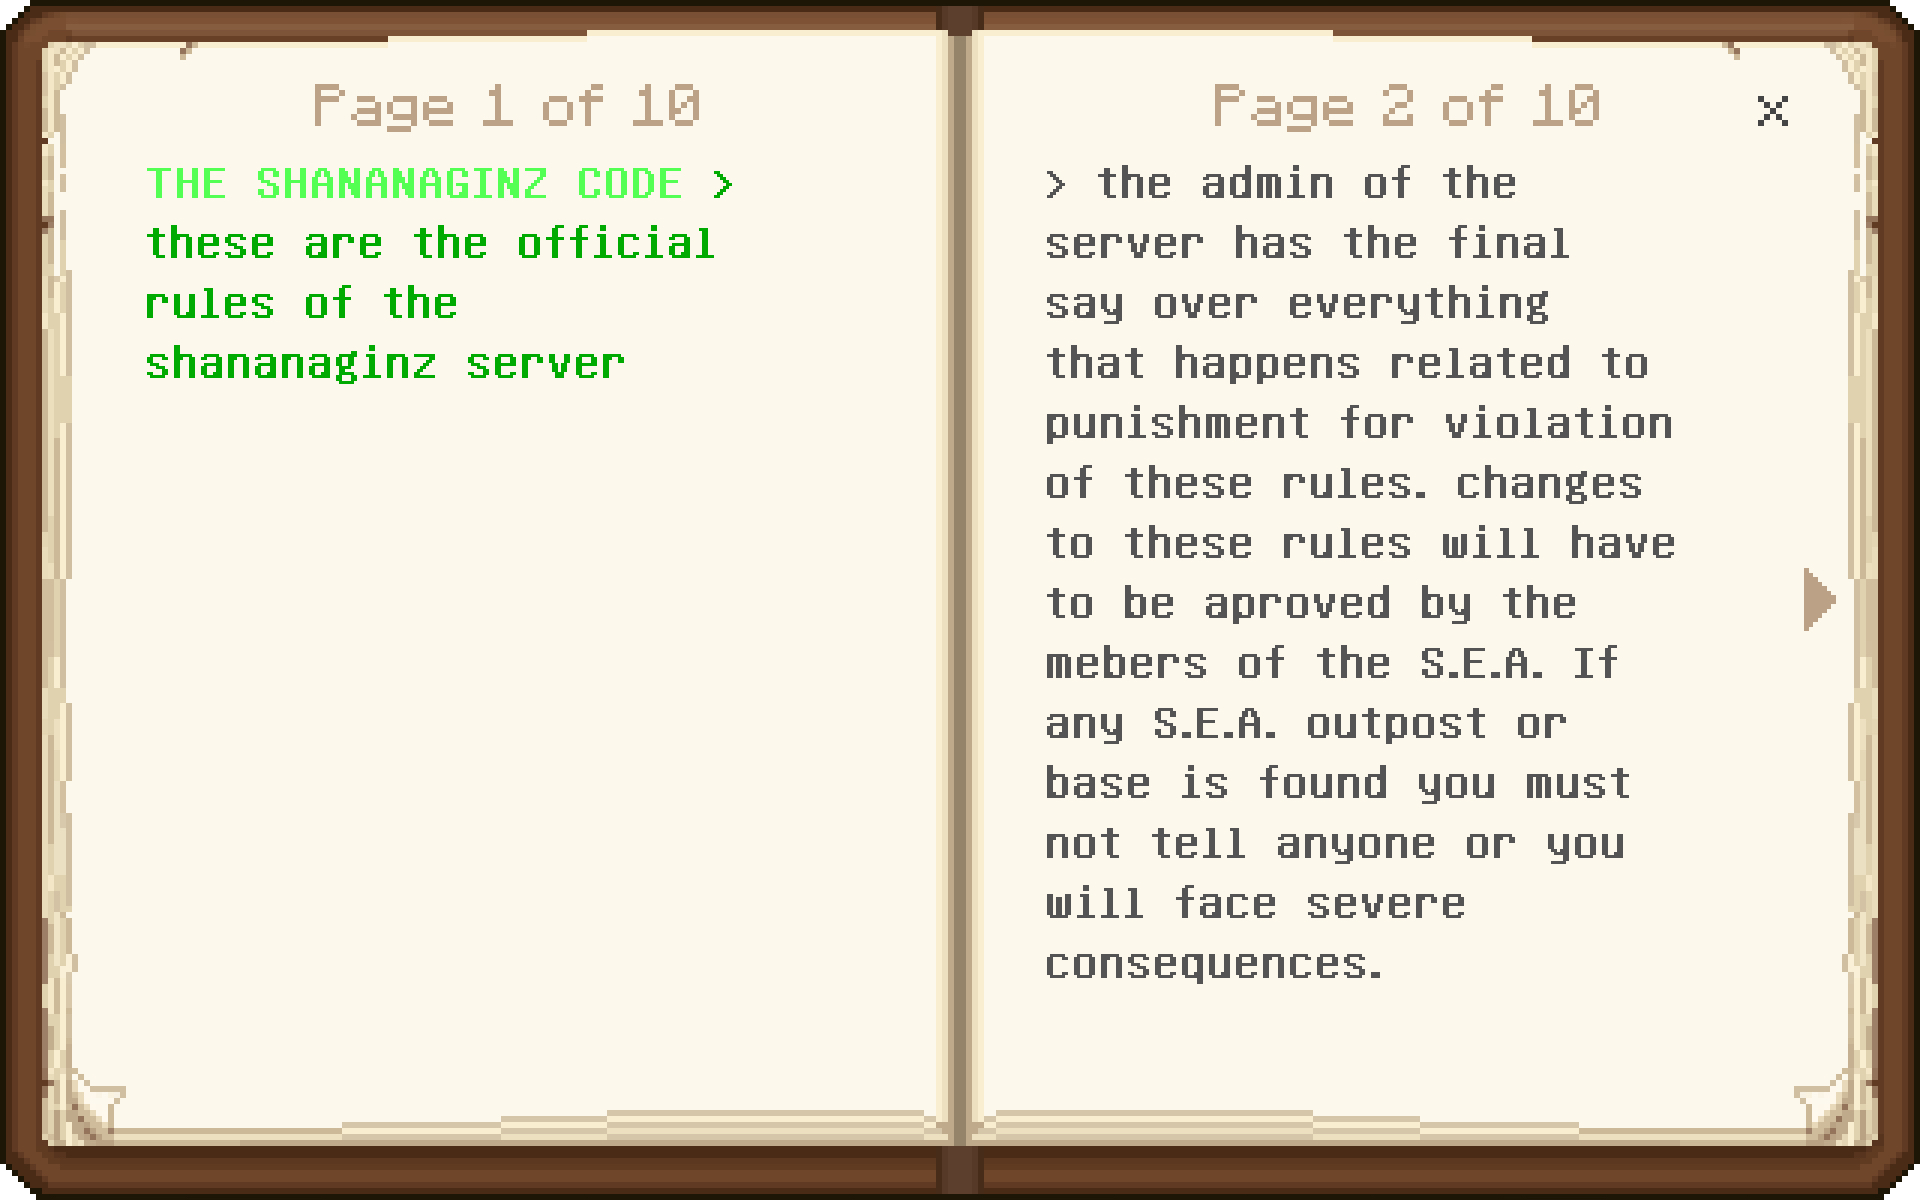 Page 1 of 10
THE SHANANAGINZ CODE >
these are the official
rules of the
shananaginz server
Page 2 of 10
X
> the admin of the
server has the final
say over everything
that happens related to
punishment for violation
of these rules. changes
to these rules will have
to be aproved by the
mebers of the S.E.A. If
any S.E.A. outpost or
base is found you must
not tell anyone or you
will face severe
consequences.